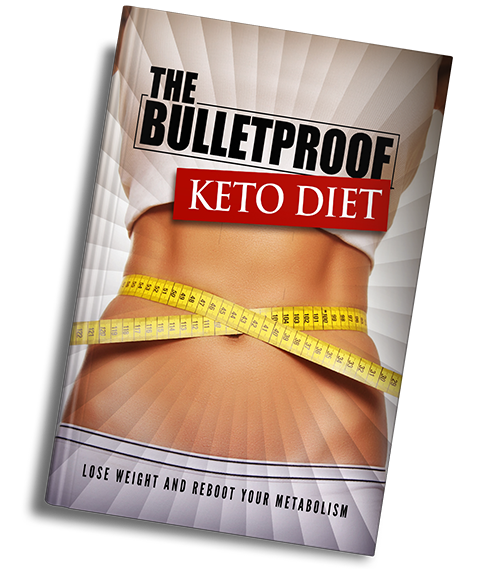 THE
BULLETPROOF
KETO DIET
LOSE WEIGHT AND REBOOT YOUR METABOLISM